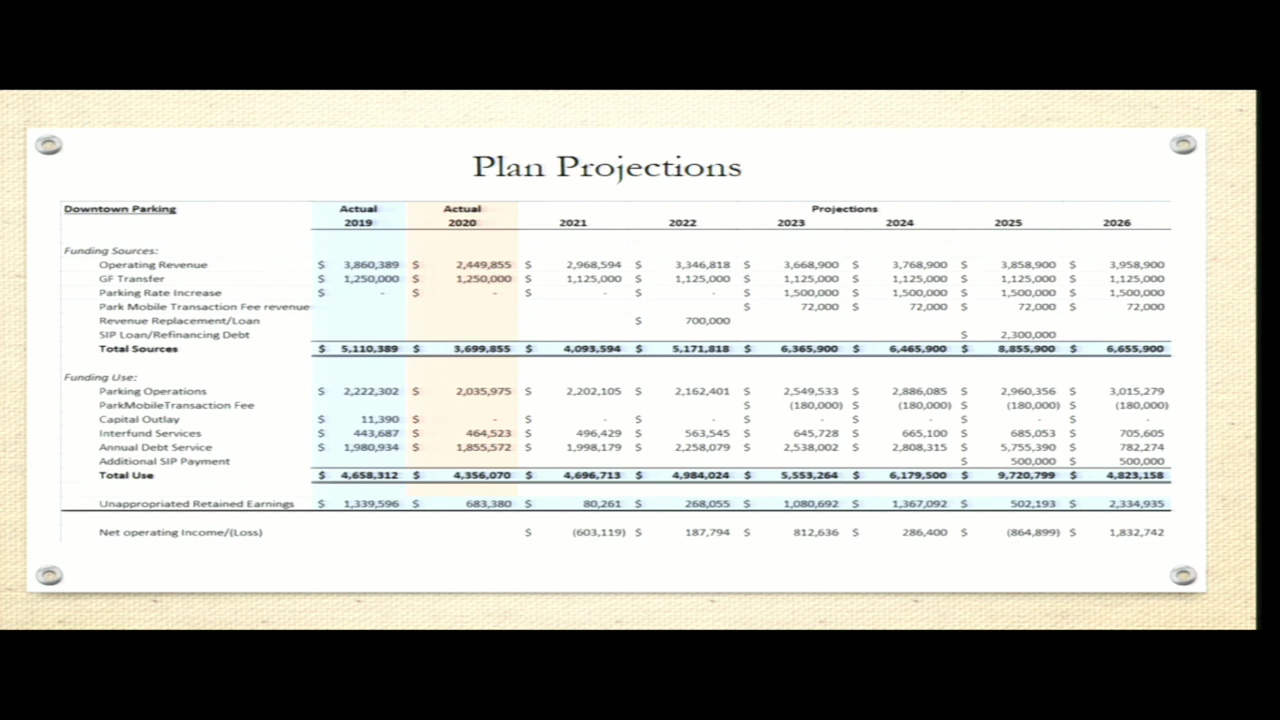 Plan Projections
Downtown Parking Actual Actual Projections
2019 2020 2021 2022 2023 2024 2025 2026
Funding Sources:
Operating Revenue $ 3,860,389 $ 2,449,855 $ 2,968,594 $ 3,346,818 $ 3,668,900 $ 3,768,900 $ 3,858,900 $ 3,958,900
GF Transfer $ 1,250,000 $ 1,250,000 $ 1,125,000 $ 1,125,000 $ 1,125,000 $ 1,125,000 $ 1,125,000 $ 1,125,000
Parking Rate Increase $ - $ - $ - $ - $ 1,500,000 $ 1,500,000 $ 1,500,000 $ 1,500,000
Park Mobile Transaction Fee revenue $ 72,000 $ 72,000 $ 72,000 $ 72,000
Revenue Replacement/Loan $ 700,000
SIP Loan/Refinancing Debt $ 2,300,000
Total Sources $ 5,110,389 $ 3,699,855 $ 4,093,594 $ 5,171,818 $ 6,365,900 $ 6,465,900 $ 8,855,900 $ 6,655,900
Funding Use:
Parking Operations $ 2,222,302 $ 2,035,975 $ 2,202,105 $ 2,162,401 $ 2,549,533 $ 2,886,085 $ 2,960,356 $ 3,015,279
ParkMobileTransaction Fee $ (180,000) $ (180,000) $ (180,000) $ (180,000)
Capital Outlay $ 11,390 $ - $ - $ - $ - $ - $ - $ -
Interfund Services $ 443,687 $ 464,523 $ 496,429 $ 563,545 $ 645,728 $ 665,100 $ 685,053 $ 705,605
Annual Debt Service $ 1,980,934 $ 1,855,572 $ 1,998,179 $ 2,258,079 $ 2,538,002 $ 2,808,315 $ 5,755,390 $ 782,274
Additional SIP Payment $ 500,000 $ 500,000
Total Use $ 4,658,312 $ 4,356,070 $ 4,696,713 $ 4,984,024 $ 5,553,264 $ 6,179,500 $ 9,720,799 $ 4,823,158
Unappropriated Retained Earnings $ 1,339,596 $ 683,380 $ 80,261 $ 268,055 $ 1,080,692 $ 1,367,092 $ 502,193 $ 2,334,935
Net operating Income/(Loss) $ (603,119) $ 187,794 $ 812,636 $ 286,400 $ (864,899) $ 1,832,742